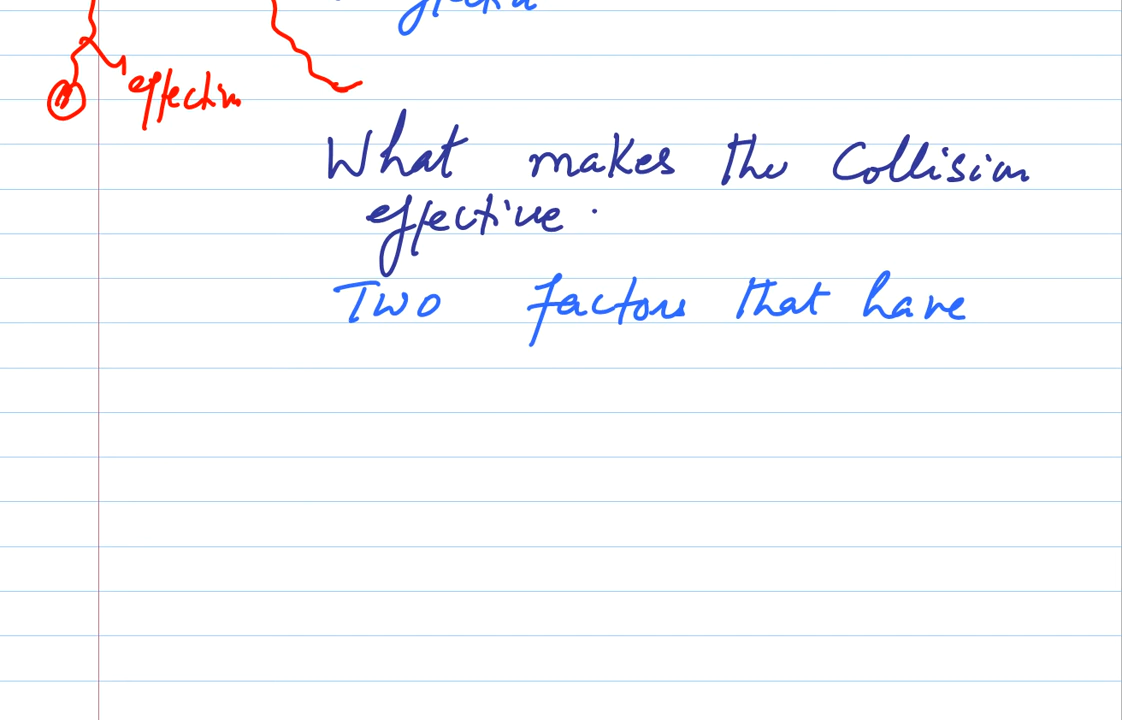 effective
What makes the Collision
effective.
Two factors that have